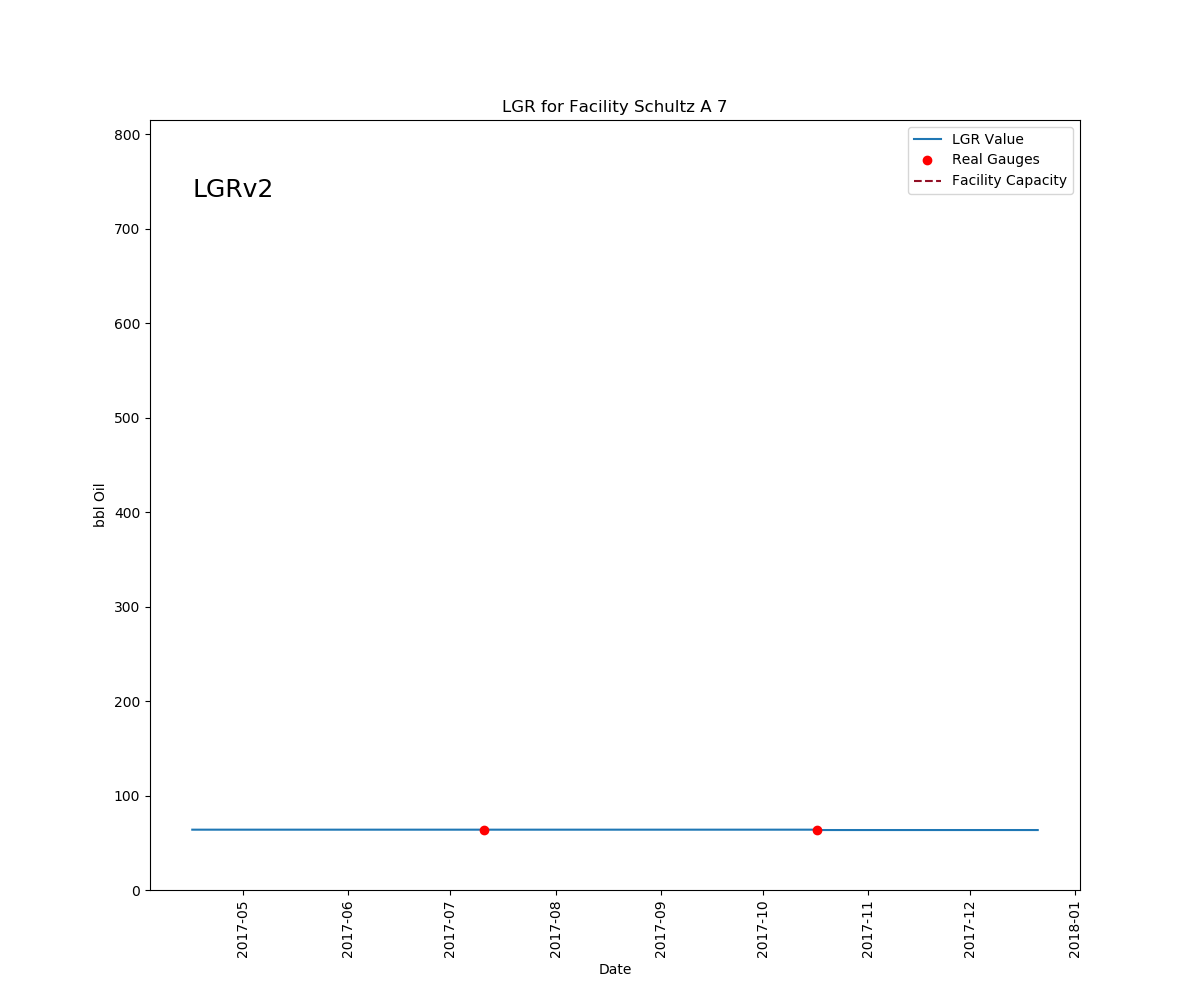 LGR for Facility Schultz A 7
LGRv2
LGR Value
Real Gauges
Facility Capacity
800
700
600
500
400
300
200
100
0
bbl Oil
2017-05
2017-06
2017-07
2017-08
2017-09
2017-10
2017-11
2017-12
2018-01
Date